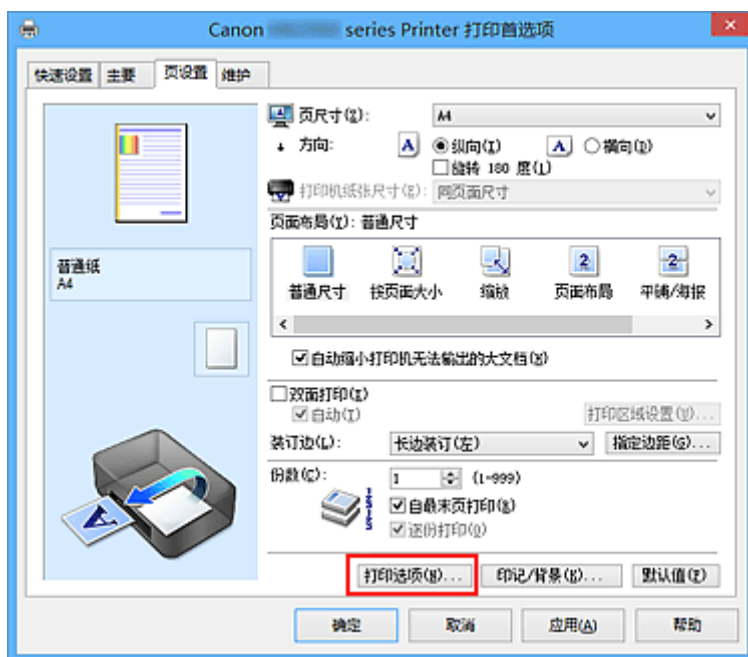 Canon series Printer 打印首选项
快速设置 主要 页设置 维护
页尺寸(Z): A4
方向: A 纵向(I) A 横向(D)
旋转 180 度(L)
打印机纸张尺寸(E): 同页面尺寸
页面布局(Y): 普通尺寸
普通纸
A4
普通尺寸 按页面大小 缩放 页面布局 平铺/海报
自动缩小打印机无法输出的大文档(X)
双面打印(X)
自动(T) 打印区域设置(U)...
装订边(L): 长边装订(左) 指定边距(G)...
份数(C): 1 (1-999)
自最末页打印(R)
逐份打印(O)
打印选项(N)... 印记/背景(K)... 默认值(F)
确定 取消 应用(A) 帮助